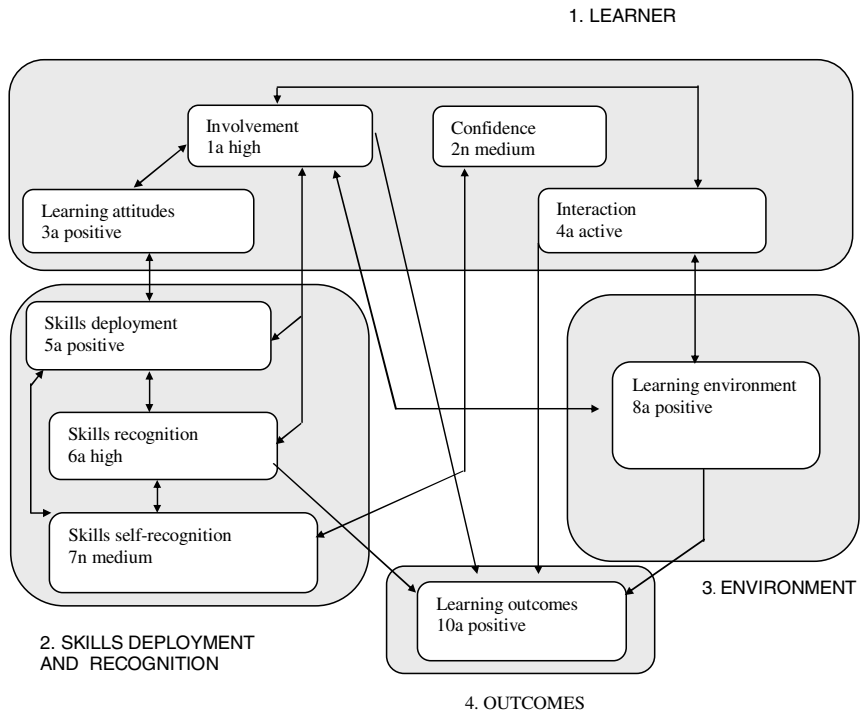 1. LEARNER
Involvement
1a high
Confidence
2n medium
Learning attitudes
3a positive
Interaction
4a active
Skills deployment
5a positive
Skills recognition
6a high
Skills self-recognition
7n medium
Learning environment
8a positive
Learning outcomes
10a positive
3. ENVIRONMENT
2. SKILLS DEPLOYMENT
AND RECOGNITION
4. OUTCOMES